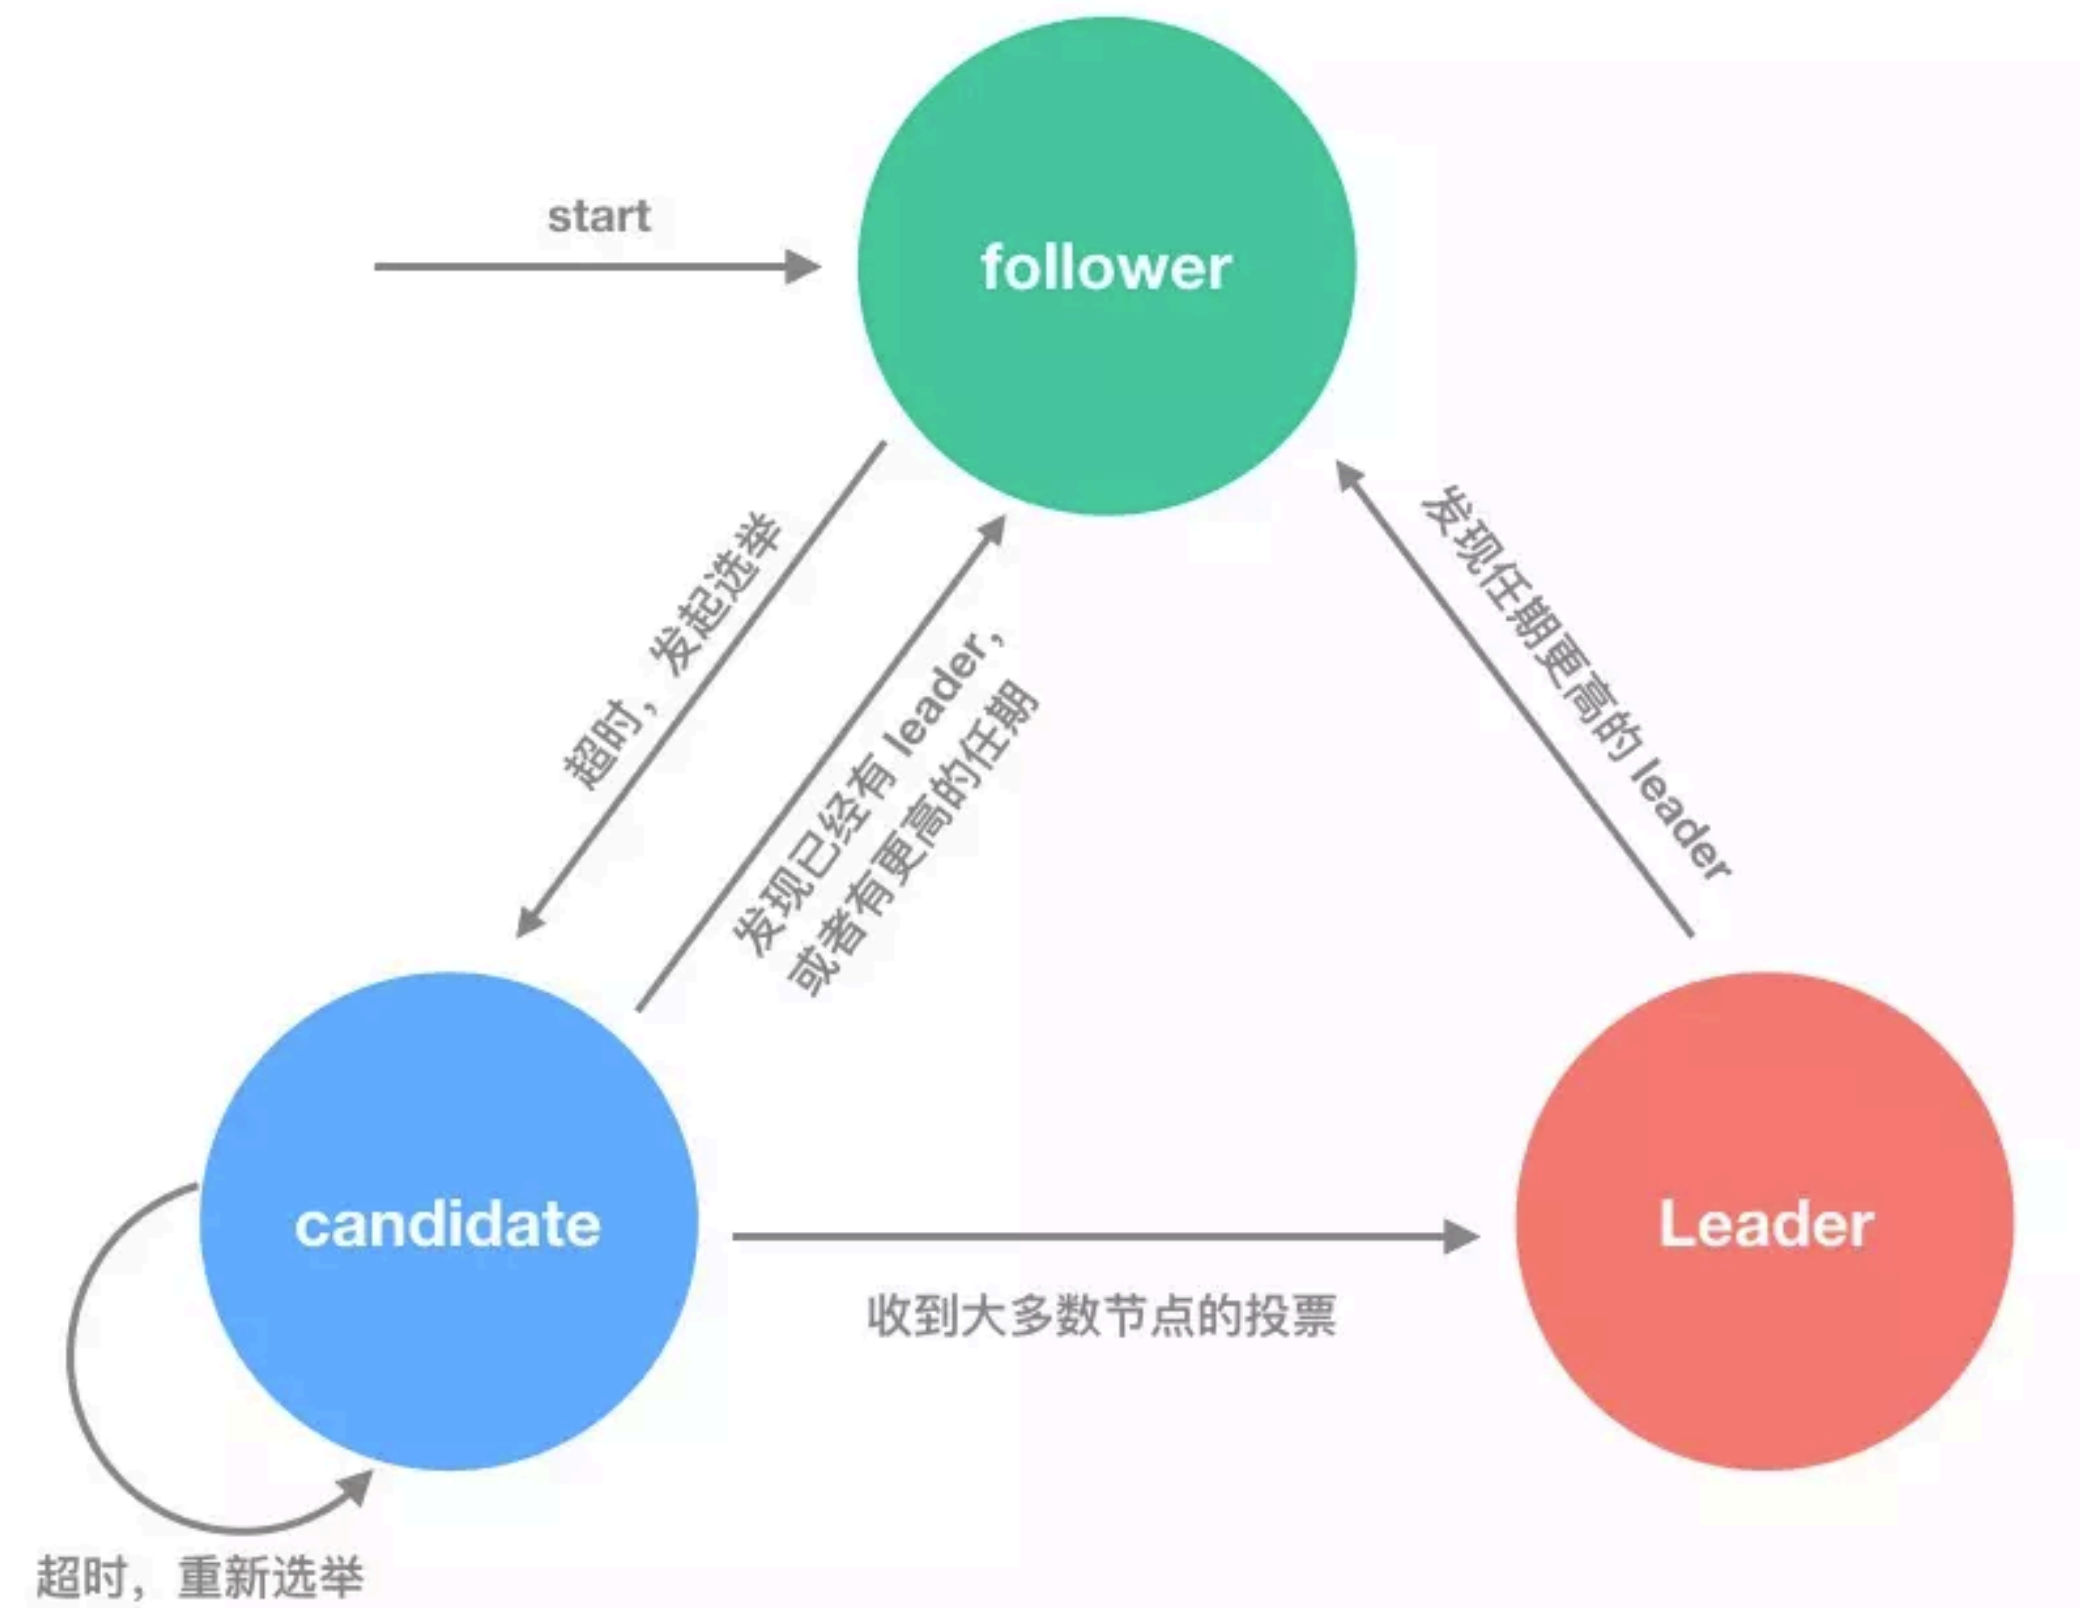 start
follower
超时，发起选举
发现已经有 leader，
或者有更高的任期
发现任期更高的 leader
candidate
Leader
收到大多数节点的投票
超时，重新选举